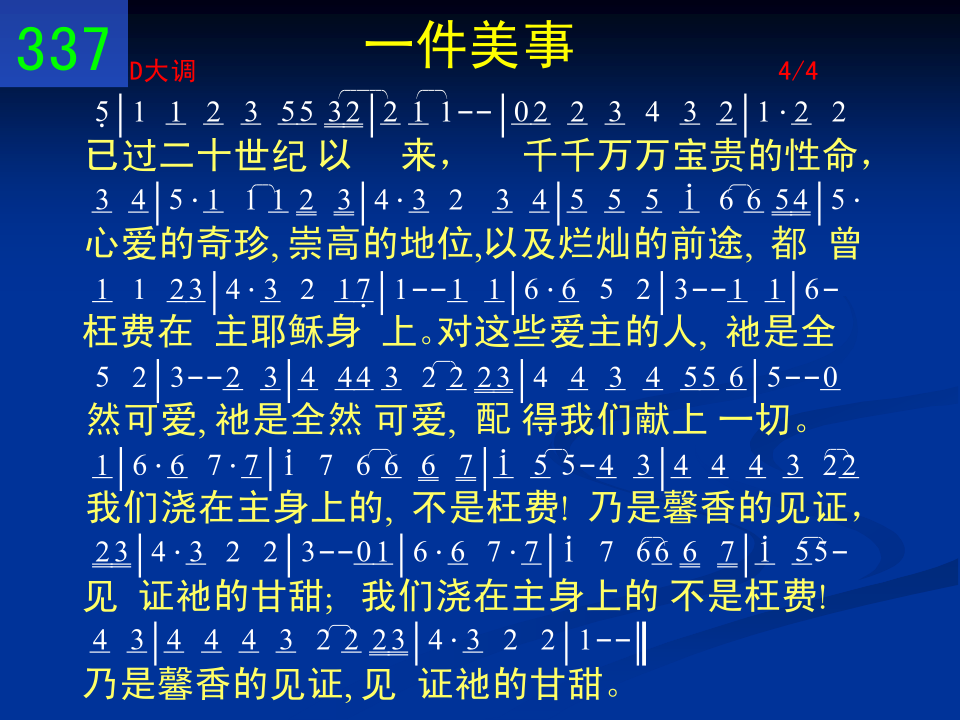 337
一件美事
D大调 4/4
5̣|1 1 2 3 55 32|2 1 1--|02 2 3 4 3 2|1·2 2
已过二十世纪 以 来， 千千万万宝贵的性命，
3 4|5·1 1 1 2 3|4·3 2 3 4|5 5 5 i 6 6 54|5·
心爱的奇珍, 崇高的地位,以及烂灿的前途, 都 曾
1 1 23|4·3 2 17̣|1--1 1|6·6 5 2|3--1 1|6-
枉费在 主耶稣身 上。对这些爱主的人, 祂是全
5 2|3--2 3|4 44 3 2 2 23|4 4 3 4 55 6|5--0
然可爱, 祂是全然 可爱, 配 得我们献上 一切。
1|6·6 7·7|i 7 6 6 6 7|i 5 5-4 3|4 4 4 3 22
我们浇在主身上的, 不是枉费! 乃是馨香的见证，
23|4·3 2 2|3--01|6·6 7·7|i 7 66 6 7|i 55-
见 证祂的甘甜; 我们浇在主身上的 不是枉费!
4 3|4 4 4 3 2 2 23|4·3 2 2|1--‖
乃是馨香的见证, 见 证祂的甘甜。